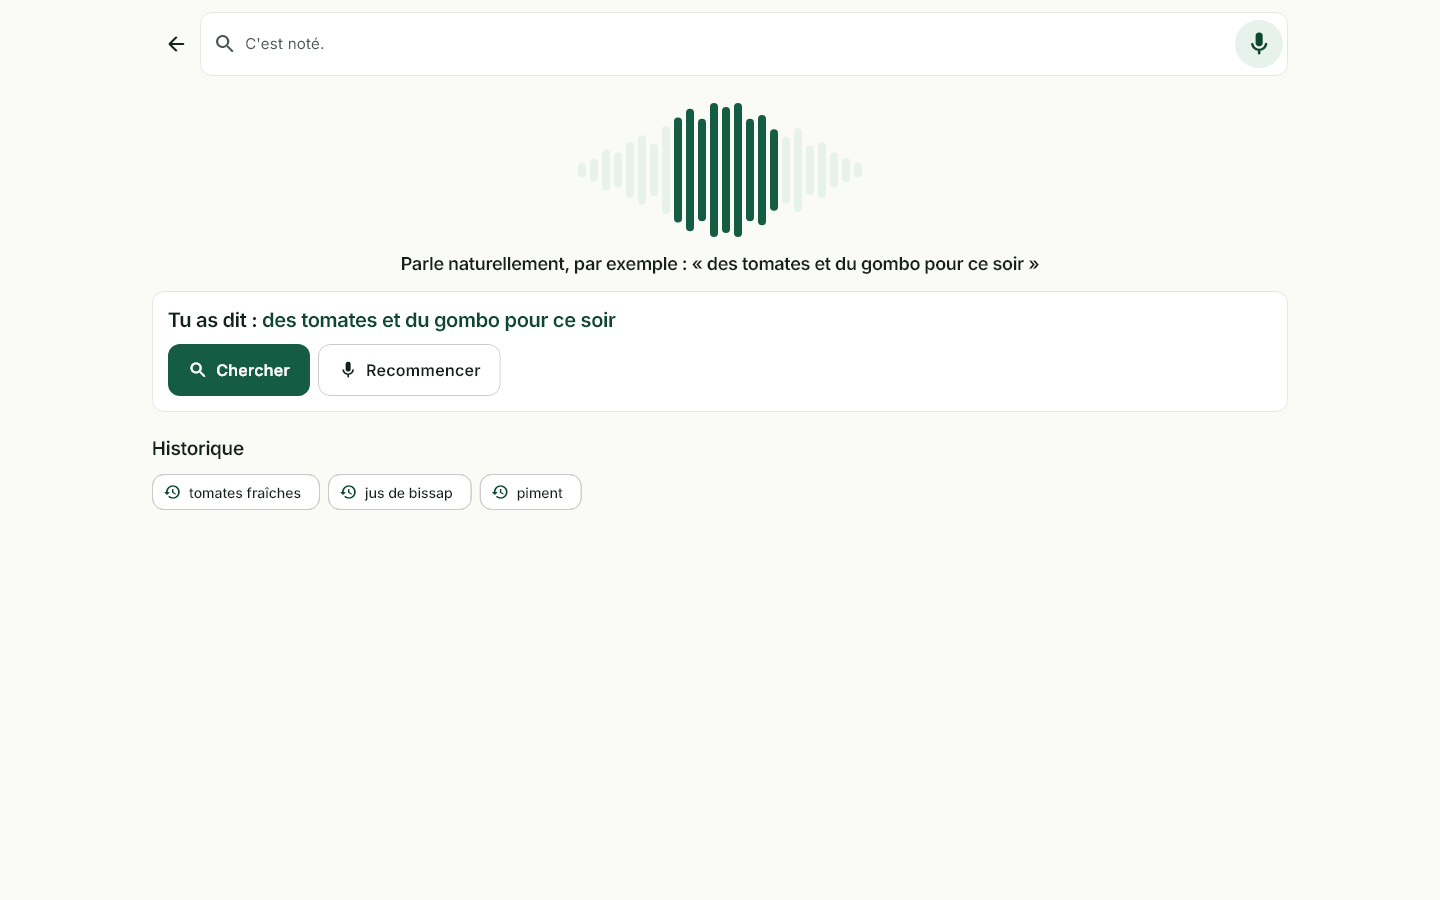 C'est noté.
Parle naturellement, par exemple : « des tomates et du gombo pour ce soir »
Tu as dit : des tomates et du gombo pour ce soir
Chercher
Recommencer
Historique
tomates fraîches
jus de bissap
piment